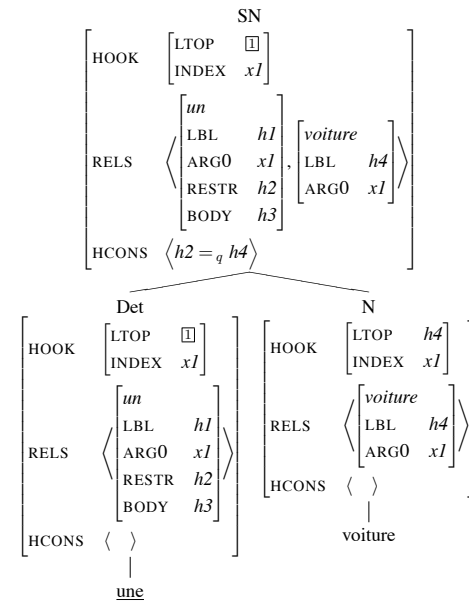 SN
HOOK [LTOP 1
INDEX x1]
RELS ⟨[un
LBL h1
ARG0 x1
RESTR h2
BODY h3], [voiture
LBL h4
ARG0 x1]⟩
HCONS ⟨h2 =q h4⟩
Det
HOOK [LTOP 1
INDEX x1]
RELS ⟨[un
LBL h1
ARG0 x1
RESTR h2
BODY h3]⟩
HCONS ⟨ ⟩
une
N
HOOK [LTOP h4
INDEX x1]
RELS ⟨[voiture
LBL h4
ARG0 x1]⟩
HCONS ⟨ ⟩
voiture